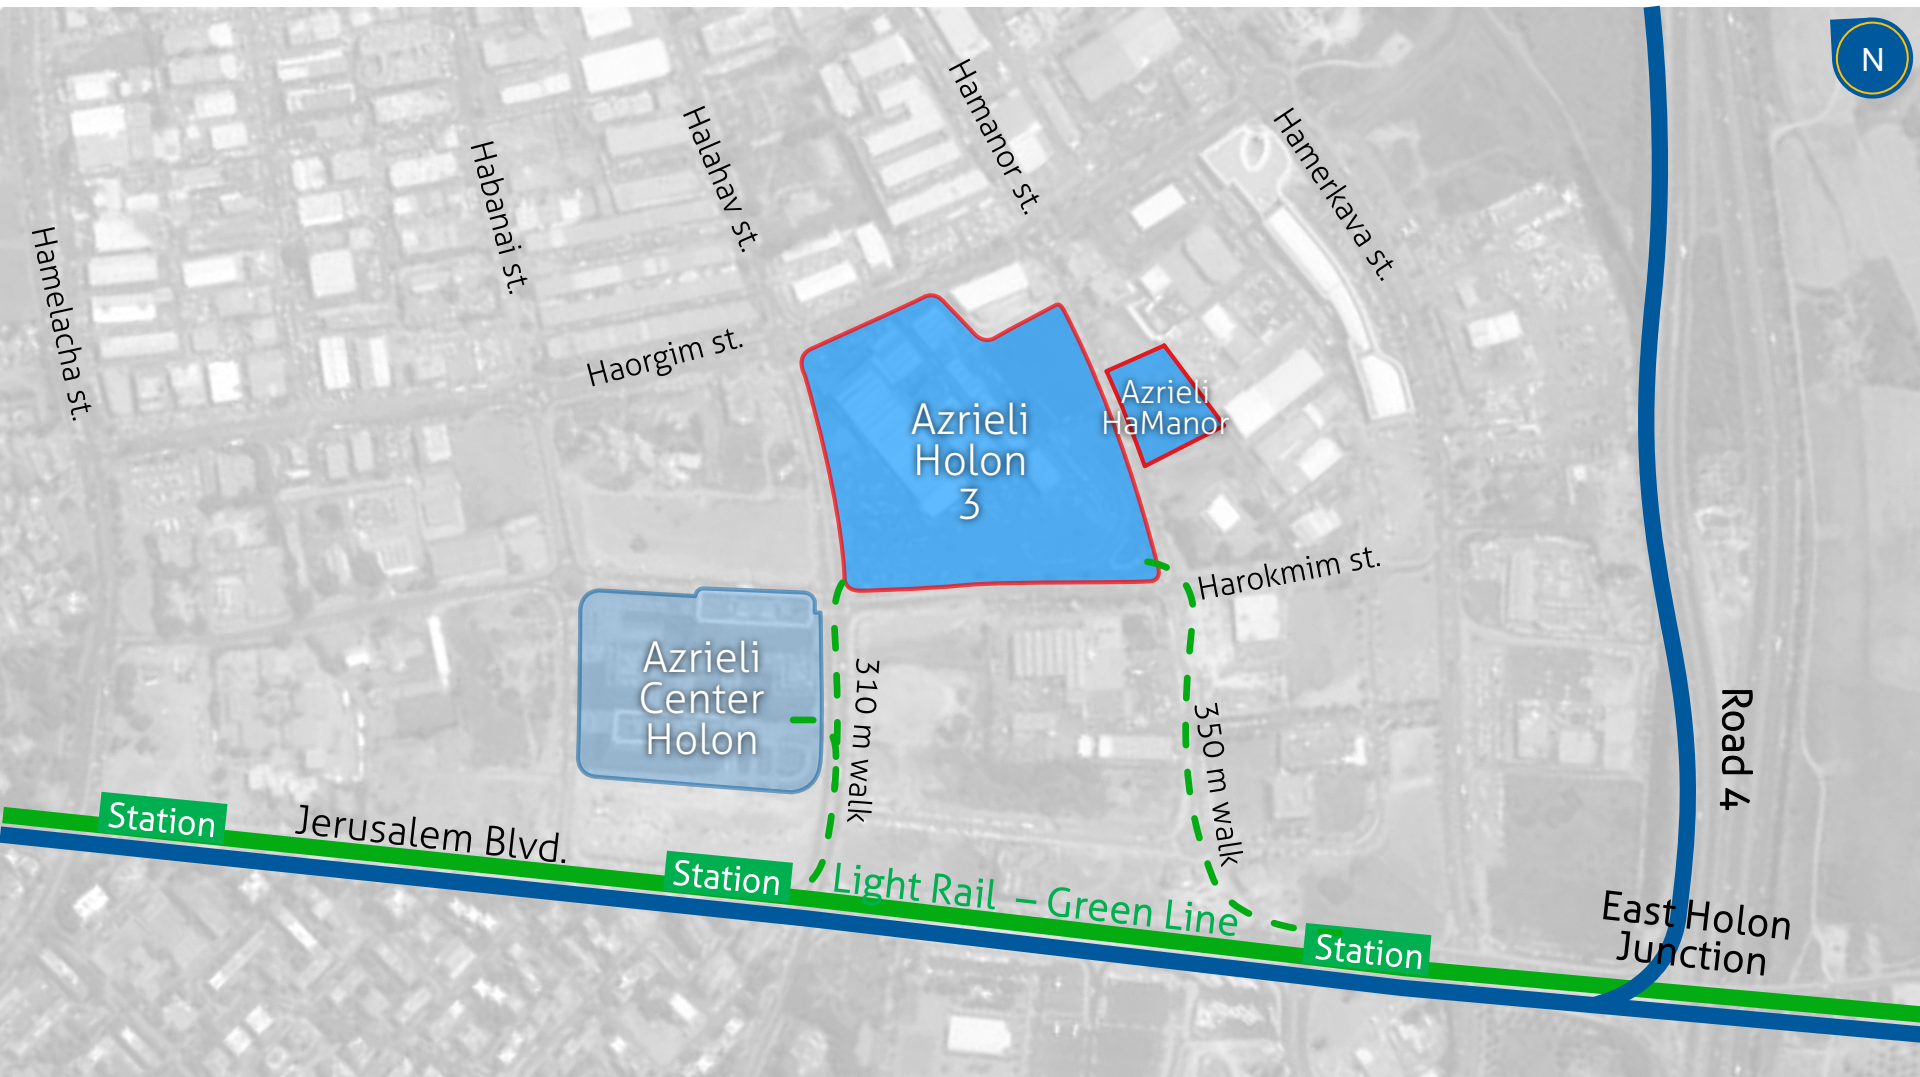 N
Hamanor st.
Halahav st.
Hamerkava st.
Habanai st.
Hamelacha st.
Haorgim st.
Azrieli
HaManor
Azrieli
Holon
3
Harokmim st.
Azrieli
Center
Holon
310 m walk
350 m walk
Road 4
Station
Jerusalem Blvd.
Station
Light Rail – Green Line
Station
East Holon
Junction